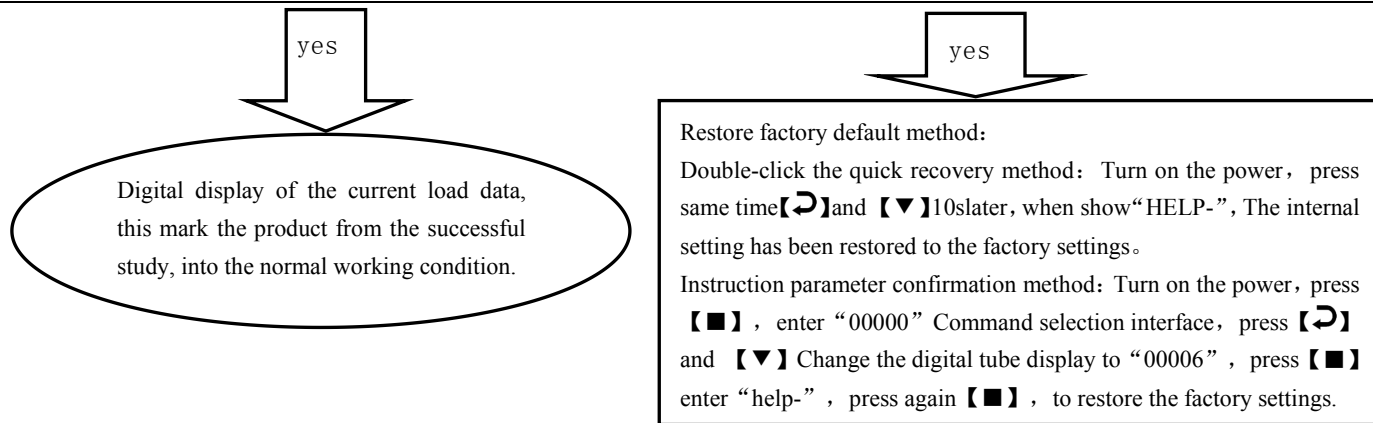 yes
Digital display of the current load data,
this mark the product from the successful
study, into the normal working condition.
yes
Restore factory default method：
Double-click the quick recovery method： Turn on the power，press
same time【⮌】and 【▼】10slater，when show“HELP-”，The internal
setting has been restored to the factory settings。
Instruction parameter confirmation method：Turn on the power，press
【■】，enter “00000” Command selection interface，press【⮌】
and 【▼】Change the digital tube display to “00006”，press【■】
enter “help-”，press again【■】，to restore the factory settings.